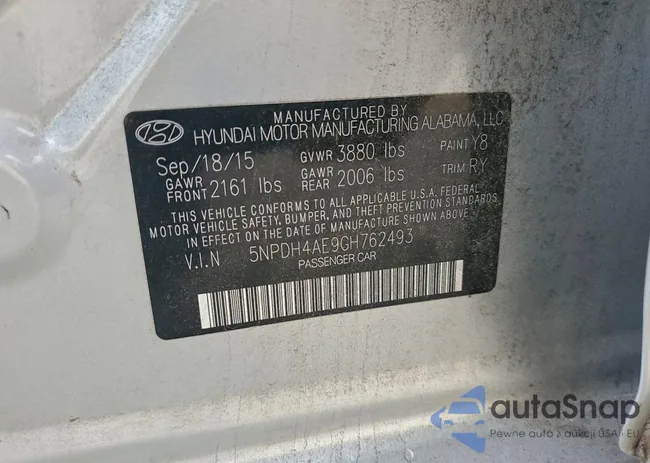 MANUFACTURED BY
HYUNDAI MOTOR MANUFACTURING ALABAMA, LLC
Sep/18/15 GVWR 3880 lbs PAINT Y8
GAWR FRONT 2161 lbs GAWR REAR 2006 lbs TRIM RY
THIS VEHICLE CONFORMS TO ALL APPLICABLE U.S.A. FEDERAL
MOTOR VEHICLE SAFETY, BUMPER, AND THEFT PREVENTION STANDARDS
IN EFFECT ON THE DATE OF MANUFACTURE SHOWN ABOVE.
V.I.N 5NPDH4AE9GH762493
PASSENGER CAR
autoSnap
Pewne auta z aukcji USA i EU